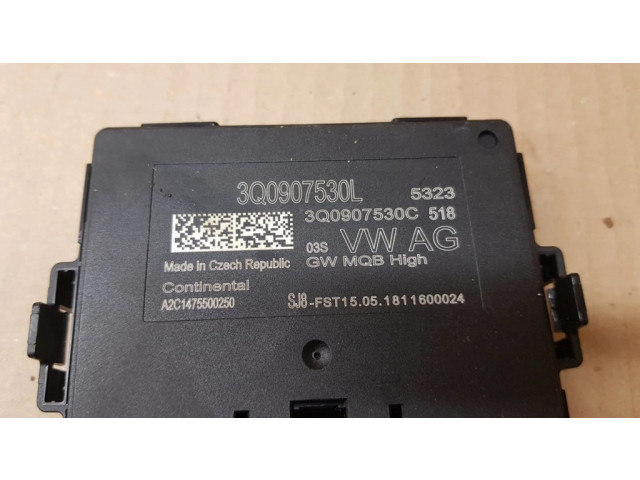 3Q0907530L 5323
3Q0907530C 518
03S VW AG
Made in Czech Republic GW MQB High
Continental
A2C1475500250 SJ8-FST15.05.1811600024